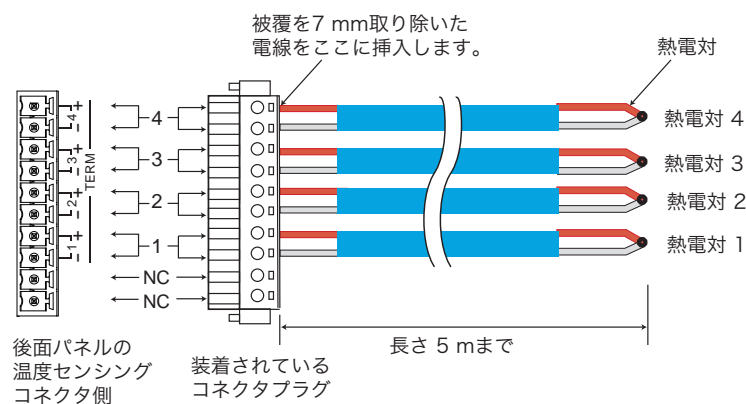 被覆を7 mm取り除いた
電線をここに挿入します。
熱電対
+
4
-
+
3
-
+
2
-
+
1
-
TERM
4
3
2
1
NC
NC
熱電対 4
熱電対 3
熱電対 2
熱電対 1
長さ 5 mまで
後面パネルの
温度センシング
コネクタ側
装着されている
コネクタプラグ